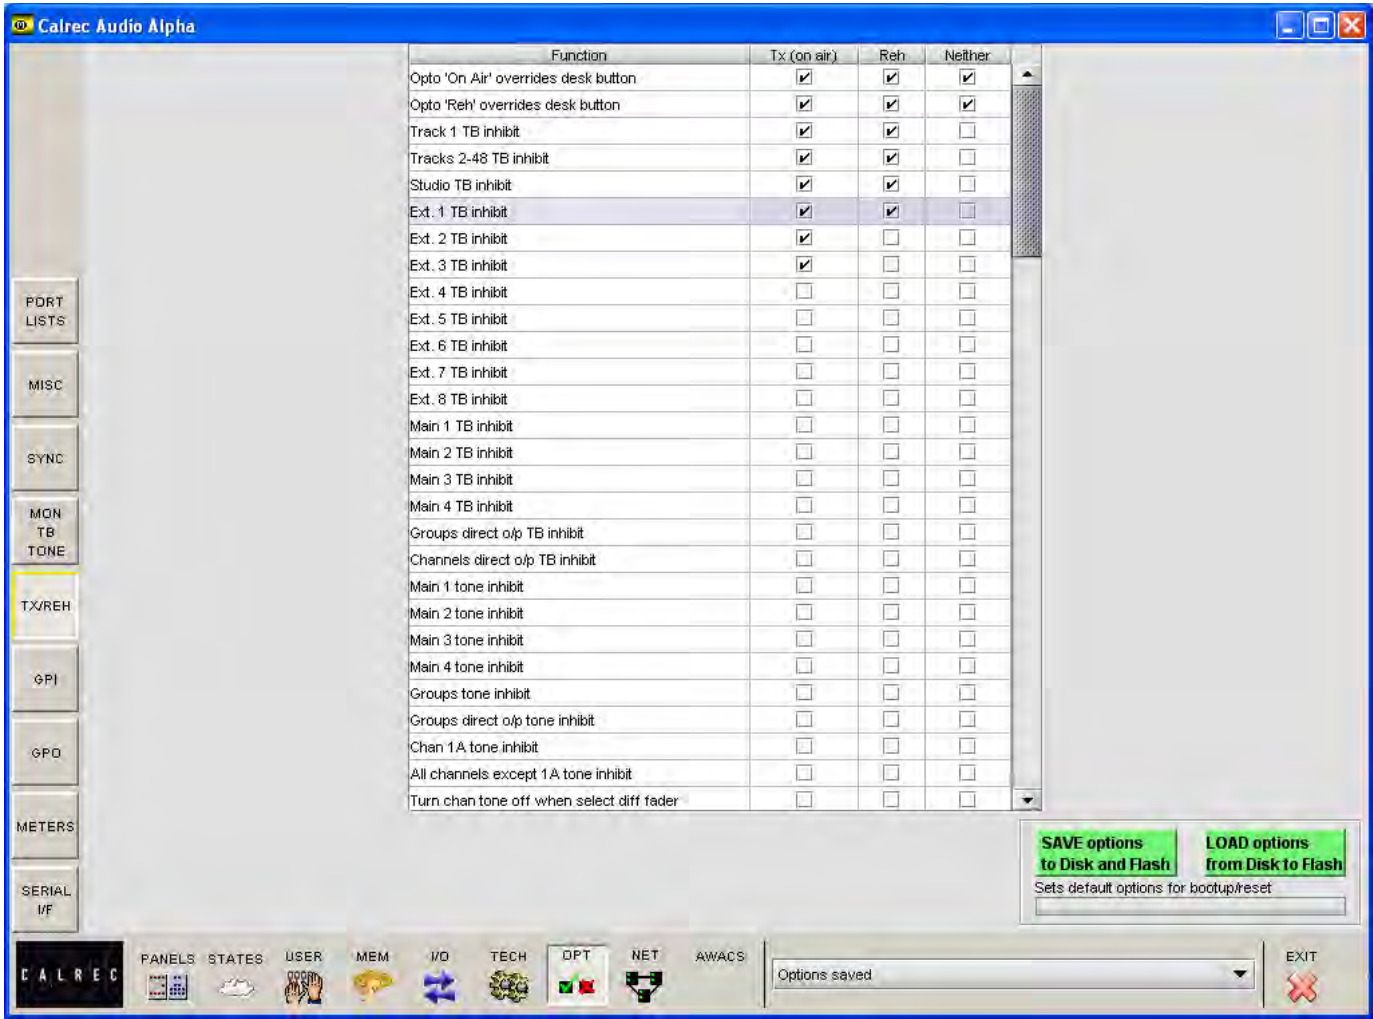 Calrec Audio Alpha
Function Tx (on air) Reh Neither
Opto 'On Air' overrides desk button
Opto 'Reh' overrides desk button
Track 1 TB inhibit
Tracks 2-48 TB inhibit
Studio TB inhibit
Ext. 1 TB inhibit
Ext. 2 TB inhibit
Ext. 3 TB inhibit
Ext. 4 TB inhibit
Ext. 5 TB inhibit
Ext. 6 TB inhibit
Ext. 7 TB inhibit
Ext. 8 TB inhibit
Main 1 TB inhibit
Main 2 TB inhibit
Main 3 TB inhibit
Main 4 TB inhibit
Groups direct o/p TB inhibit
Channels direct o/p TB inhibit
Main 1 tone inhibit
Main 2 tone inhibit
Main 3 tone inhibit
Main 4 tone inhibit
Groups tone inhibit
Groups direct o/p tone inhibit
Chan 1A tone inhibit
All channels except 1A tone inhibit
Turn chan tone off when select diff fader
PORT
LISTS
MISC
SYNC
MON
TB
TONE
TX/REH
GPI
GPO
METERS
SERIAL
I/F
SAVE options
to Disk and Flash
LOAD options
from Disk to Flash
Sets default options for bootup/reset
CALREC
PANELS STATES USER MEM I/O TECH OPT NET AWACS
Options saved
EXIT